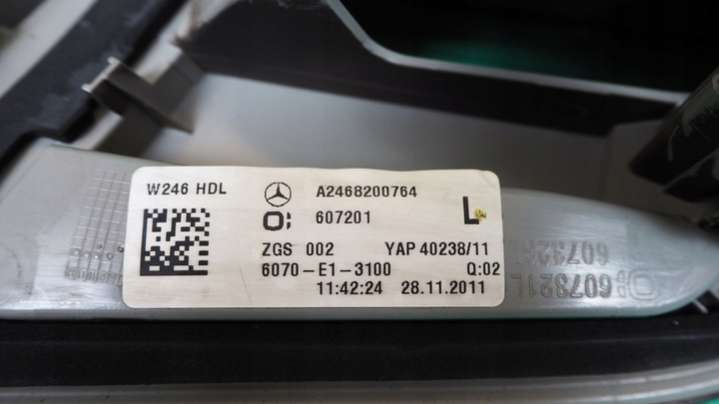 W246 HDL
A2468200764
607201 L
ZGS 002 YAP 40238/11
6070-E1-3100 Q:02
11:42:24 28.11.2011
607321L